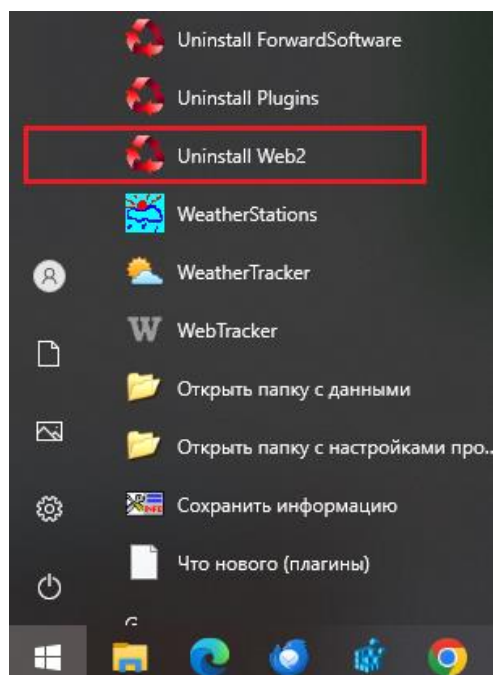 Uninstall ForwardSoftware
Uninstall Plugins
Uninstall Web2
WeatherStations
WeatherTracker
W WebTracker
Открыть папку с данными
Открыть папку с настройками про..
Сохранить информацию
Что нового (плагины)